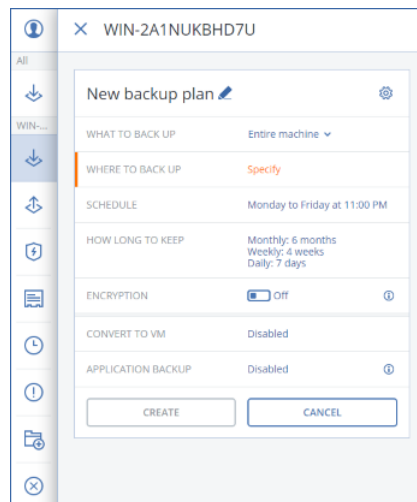 WIN-2A1NUKBHD7U
All
WIN-...
New backup plan
WHAT TO BACK UP Entire machine
WHERE TO BACK UP Specify
SCHEDULE Monday to Friday at 11:00 PM
HOW LONG TO KEEP Monthly: 6 months
Weekly: 4 weeks
Daily: 7 days
ENCRYPTION Off
CONVERT TO VM Disabled
APPLICATION BACKUP Disabled
CREATE CANCEL